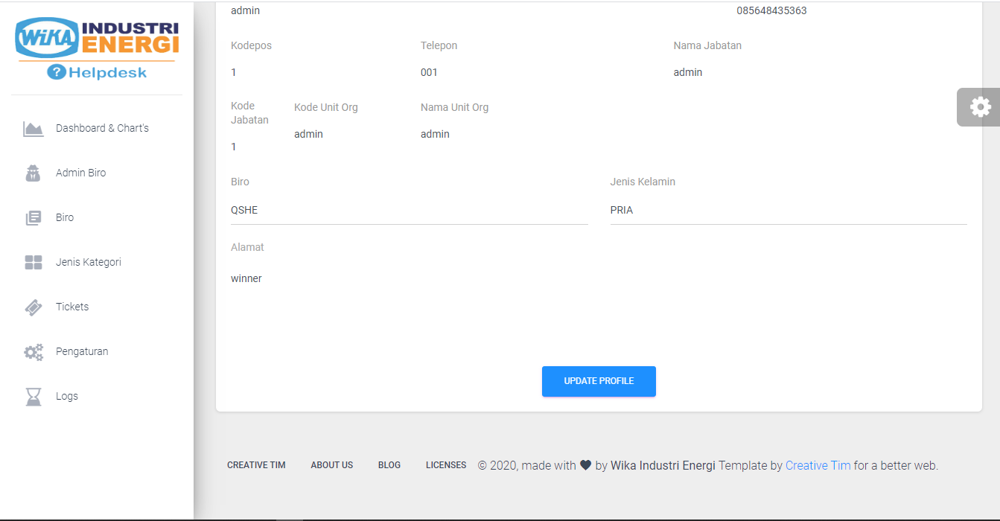 WiKA INDUSTRI
ENERGI
? Helpdesk
Dashboard & Chart's
Admin Biro
Biro
Jenis Kategori
Tickets
Pengaturan
Logs
admin 085648435363
Kodepos Telepon Nama Jabatan
1 001 admin
Kode
Jabatan Kode Unit Org Nama Unit Org
1 admin admin
Biro Jenis Kelamin
QSHE PRIA
Alamat
winner
UPDATE PROFILE
CREATIVE TIM ABOUT US BLOG LICENSES © 2020, made with ♥ by Wika Industri Energi Template by Creative Tim for a better web.